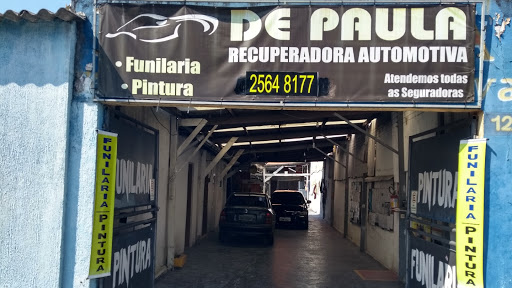 DE PAULA
RECUPERADORA AUTOMOTIVA
• Funilaria
• Pintura
2564 8177
Atendemos todas
as Seguradoras
12
FUNILARIA
PINTURA
FUNILARIA
PINTURA
PINTURA
FUNILARIA
FUNILARIA
PINTURA